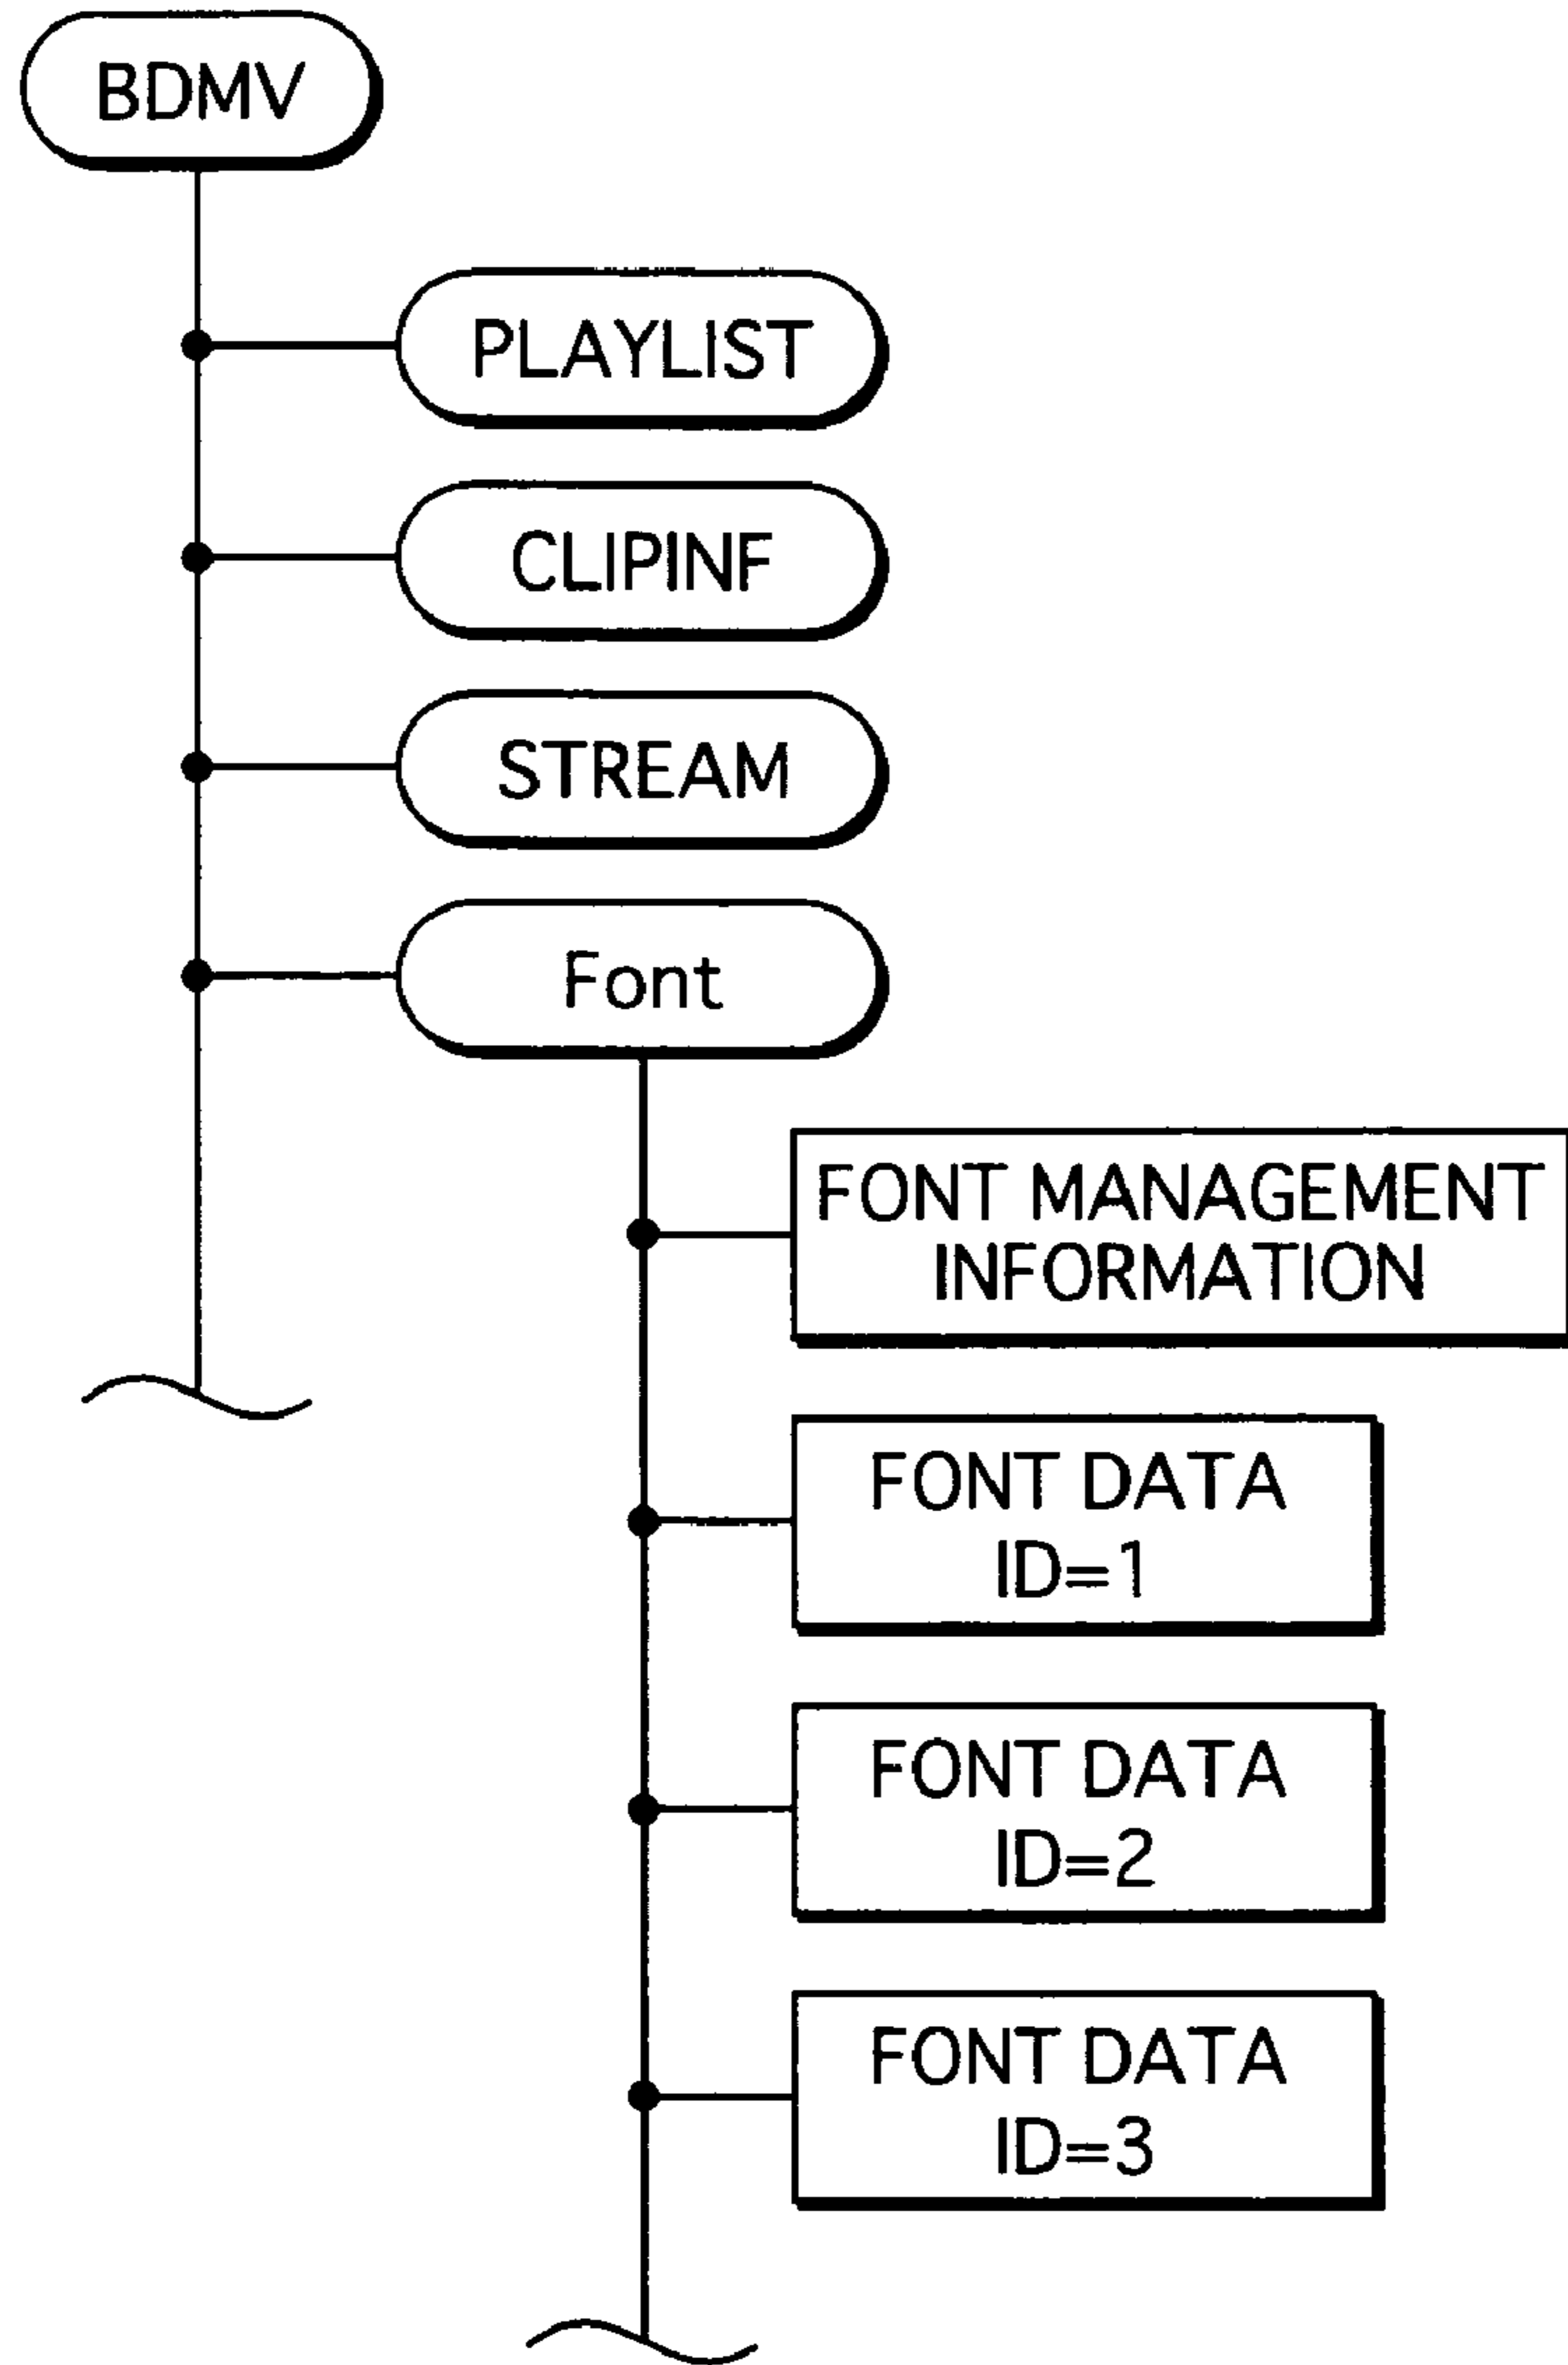 BDMV
PLAYLIST
CLIPINF
STREAM
Font
FONT MANAGEMENT
INFORMATION
FONT DATA
ID=1
FONT DATA
ID=2
FONT DATA
ID=3